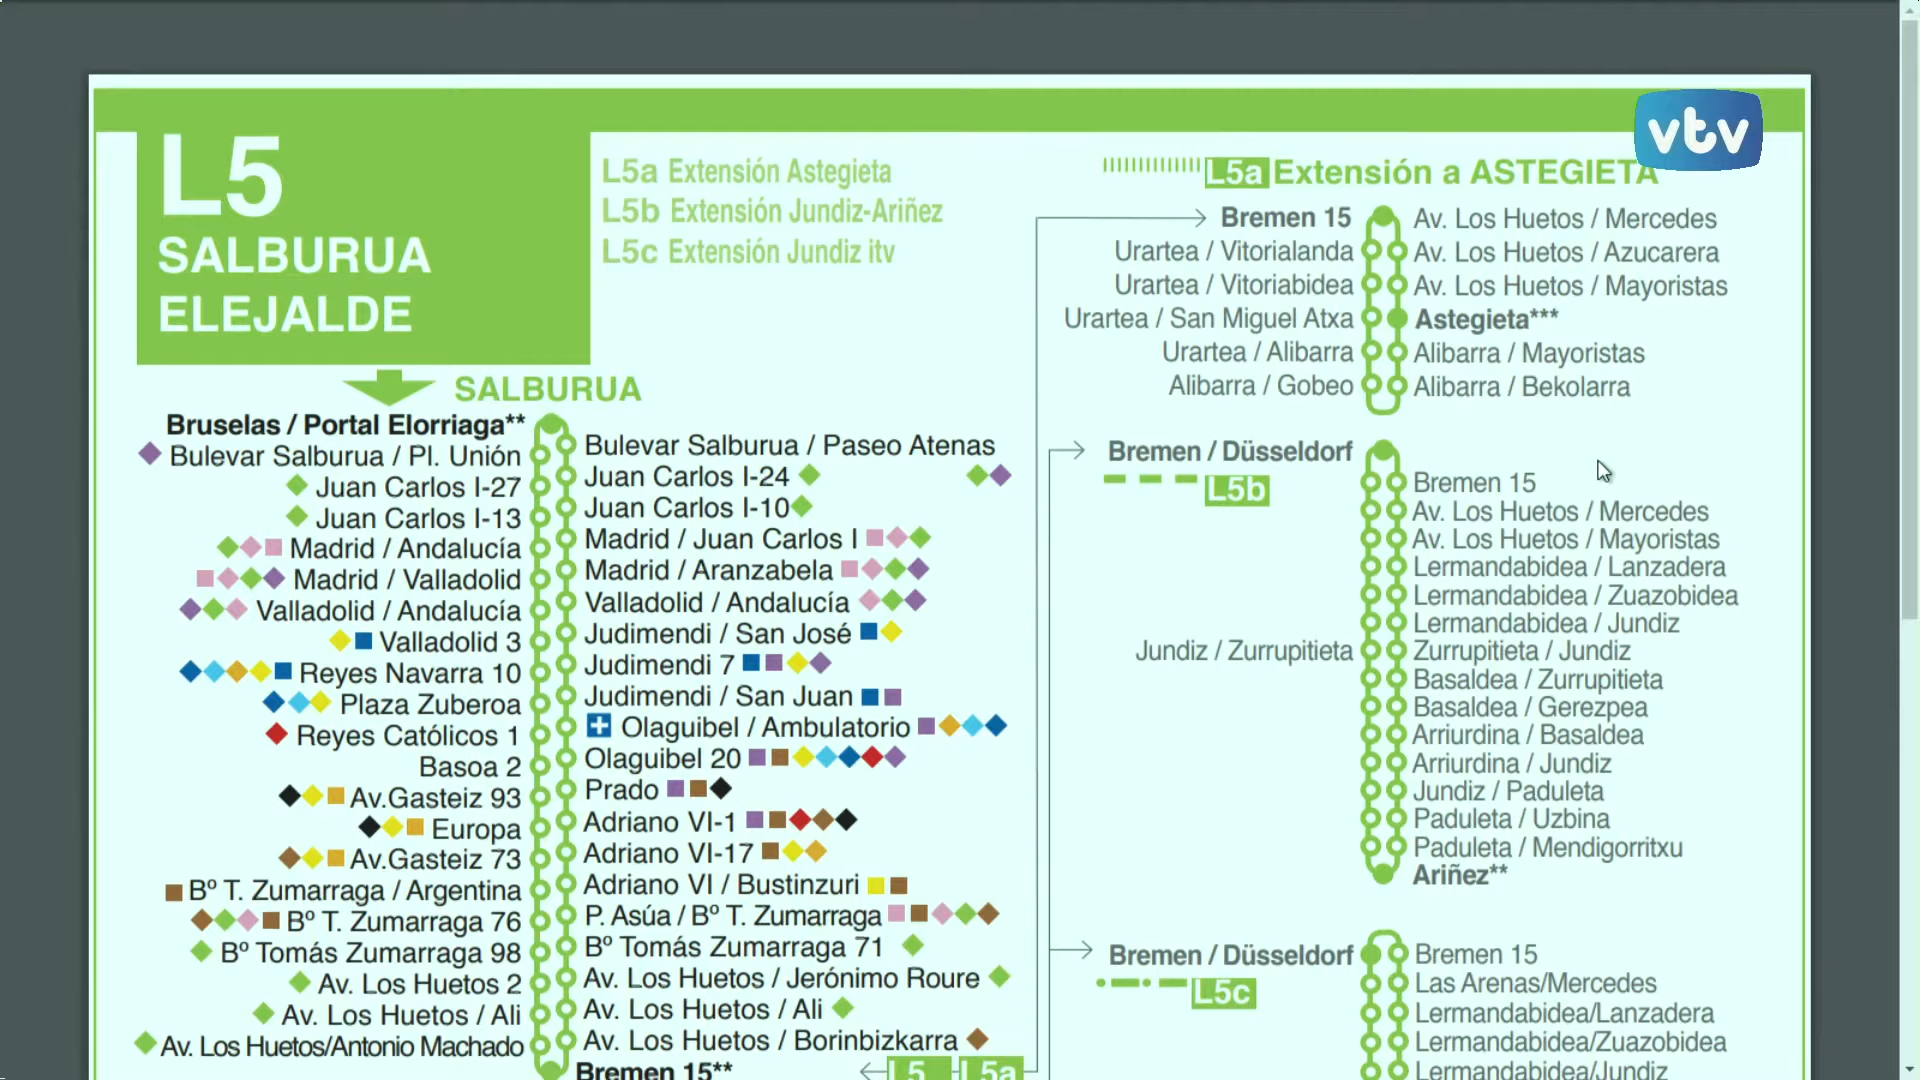 vtv
L5
SALBURUA
ELEJALDE
L5a Extensión Astegieta
L5b Extensión Jundiz-Ariñez
L5c Extensión Jundiz itv
SALBURUA
Bruselas / Portal Elorriaga**
Bulevar Salburua / Pl. Unión
Juan Carlos I-27
Juan Carlos I-13
Madrid / Andalucía
Madrid / Valladolid
Valladolid / Andalucía
Valladolid 3
Reyes Navarra 10
Plaza Zuberoa
Reyes Católicos 1
Basoa 2
Av.Gasteiz 93
Europa
Av.Gasteiz 73
Bº T. Zumarraga / Argentina
Bº T. Zumarraga 76
Bº Tomás Zumarraga 98
Av. Los Huetos 2
Av. Los Huetos / Ali
Av. Los Huetos/Antonio Machado
Bulevar Salburua / Paseo Atenas
Juan Carlos I-24
Juan Carlos I-10
Madrid / Juan Carlos I
Madrid / Aranzabela
Valladolid / Andalucía
Judimendi / San José
Judimendi 7
Judimendi / San Juan
Olaguibel / Ambulatorio
Olaguibel 20
Prado
Adriano VI-1
Adriano VI-17
Adriano VI / Bustinzuri
P. Asúa / Bº T. Zumarraga
Bº Tomás Zumarraga 71
Av. Los Huetos / Jerónimo Roure
Av. Los Huetos / Ali
Av. Los Huetos / Borinbizkarra
Bremen 15**
L5 L5a
L5a Extensión a ASTEGIETA
Bremen 15
Urartea / Vitorialanda
Urartea / Vitoriabidea
Urartea / San Miguel Atxa
Urartea / Alibarra
Alibarra / Gobeo
Av. Los Huetos / Mercedes
Av. Los Huetos / Azucarera
Av. Los Huetos / Mayoristas
Astegieta***
Alibarra / Mayoristas
Alibarra / Bekolarra
Bremen / Düsseldorf
L5b
Jundiz / Zurrupitieta
Bremen 15
Av. Los Huetos / Mercedes
Av. Los Huetos / Mayoristas
Lermandabidea / Lanzadera
Lermandabidea / Zuazobidea
Lermandabidea / Jundiz
Zurrupitieta / Jundiz
Basaldea / Zurrupitieta
Basaldea / Gerezpea
Arriurdina / Basaldea
Arriurdina / Jundiz
Jundiz / Paduleta
Paduleta / Uzbina
Paduleta / Mendigorritxu
Ariñez**
Bremen / Düsseldorf
L5c
Bremen 15
Las Arenas/Mercedes
Lermandabidea/Lanzadera
Lermandabidea/Zuazobidea
Lermandabidea/Jundiz